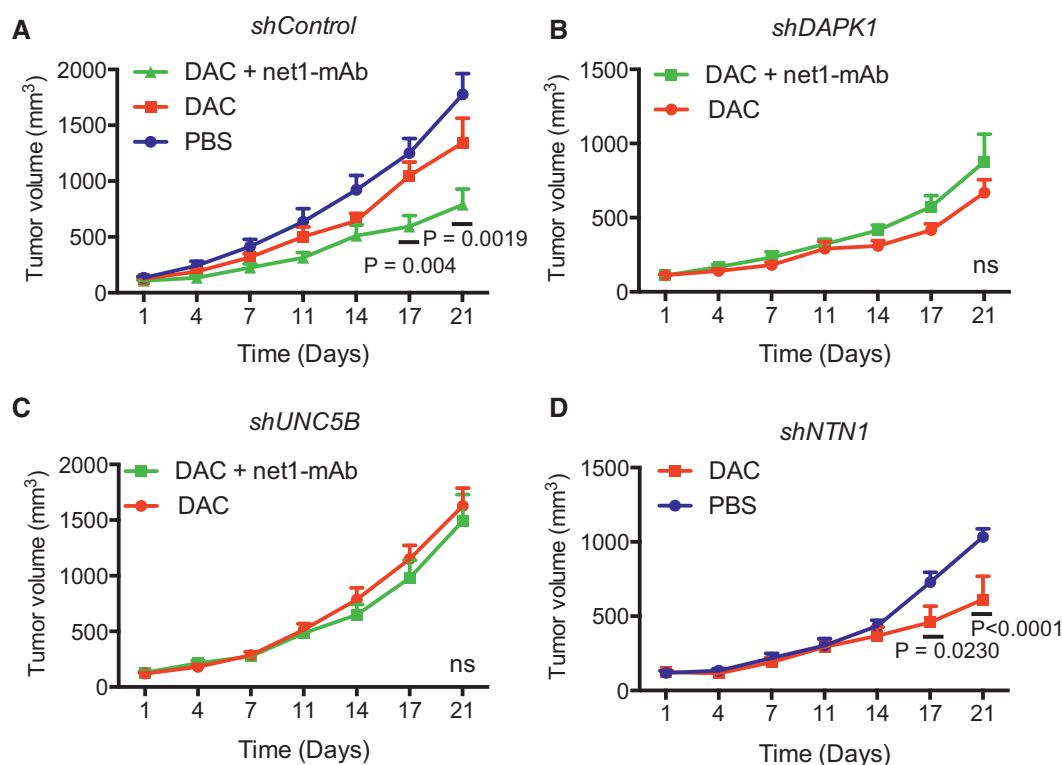 A
shControl
DAC + net1-mAb
DAC
PBS
Tumor volume (mm³)
2000
1500
1000
500
0
P = 0.0019
P = 0.004
1 4 7 11 14 17 21
Time (Days)
B
shDAPK1
DAC + net1-mAb
DAC
Tumor volume (mm³)
1500
1000
500
0
ns
1 4 7 11 14 17 21
Time (Days)
C
shUNC5B
DAC + net1-mAb
DAC
Tumor volume (mm³)
2000
1500
1000
500
0
ns
1 4 7 11 14 17 21
Time (Days)
D
shNTN1
DAC
PBS
Tumor volume (mm³)
1500
1000
500
0
P<0.0001
P = 0.0230
1 4 7 11 14 17 21
Time (Days)